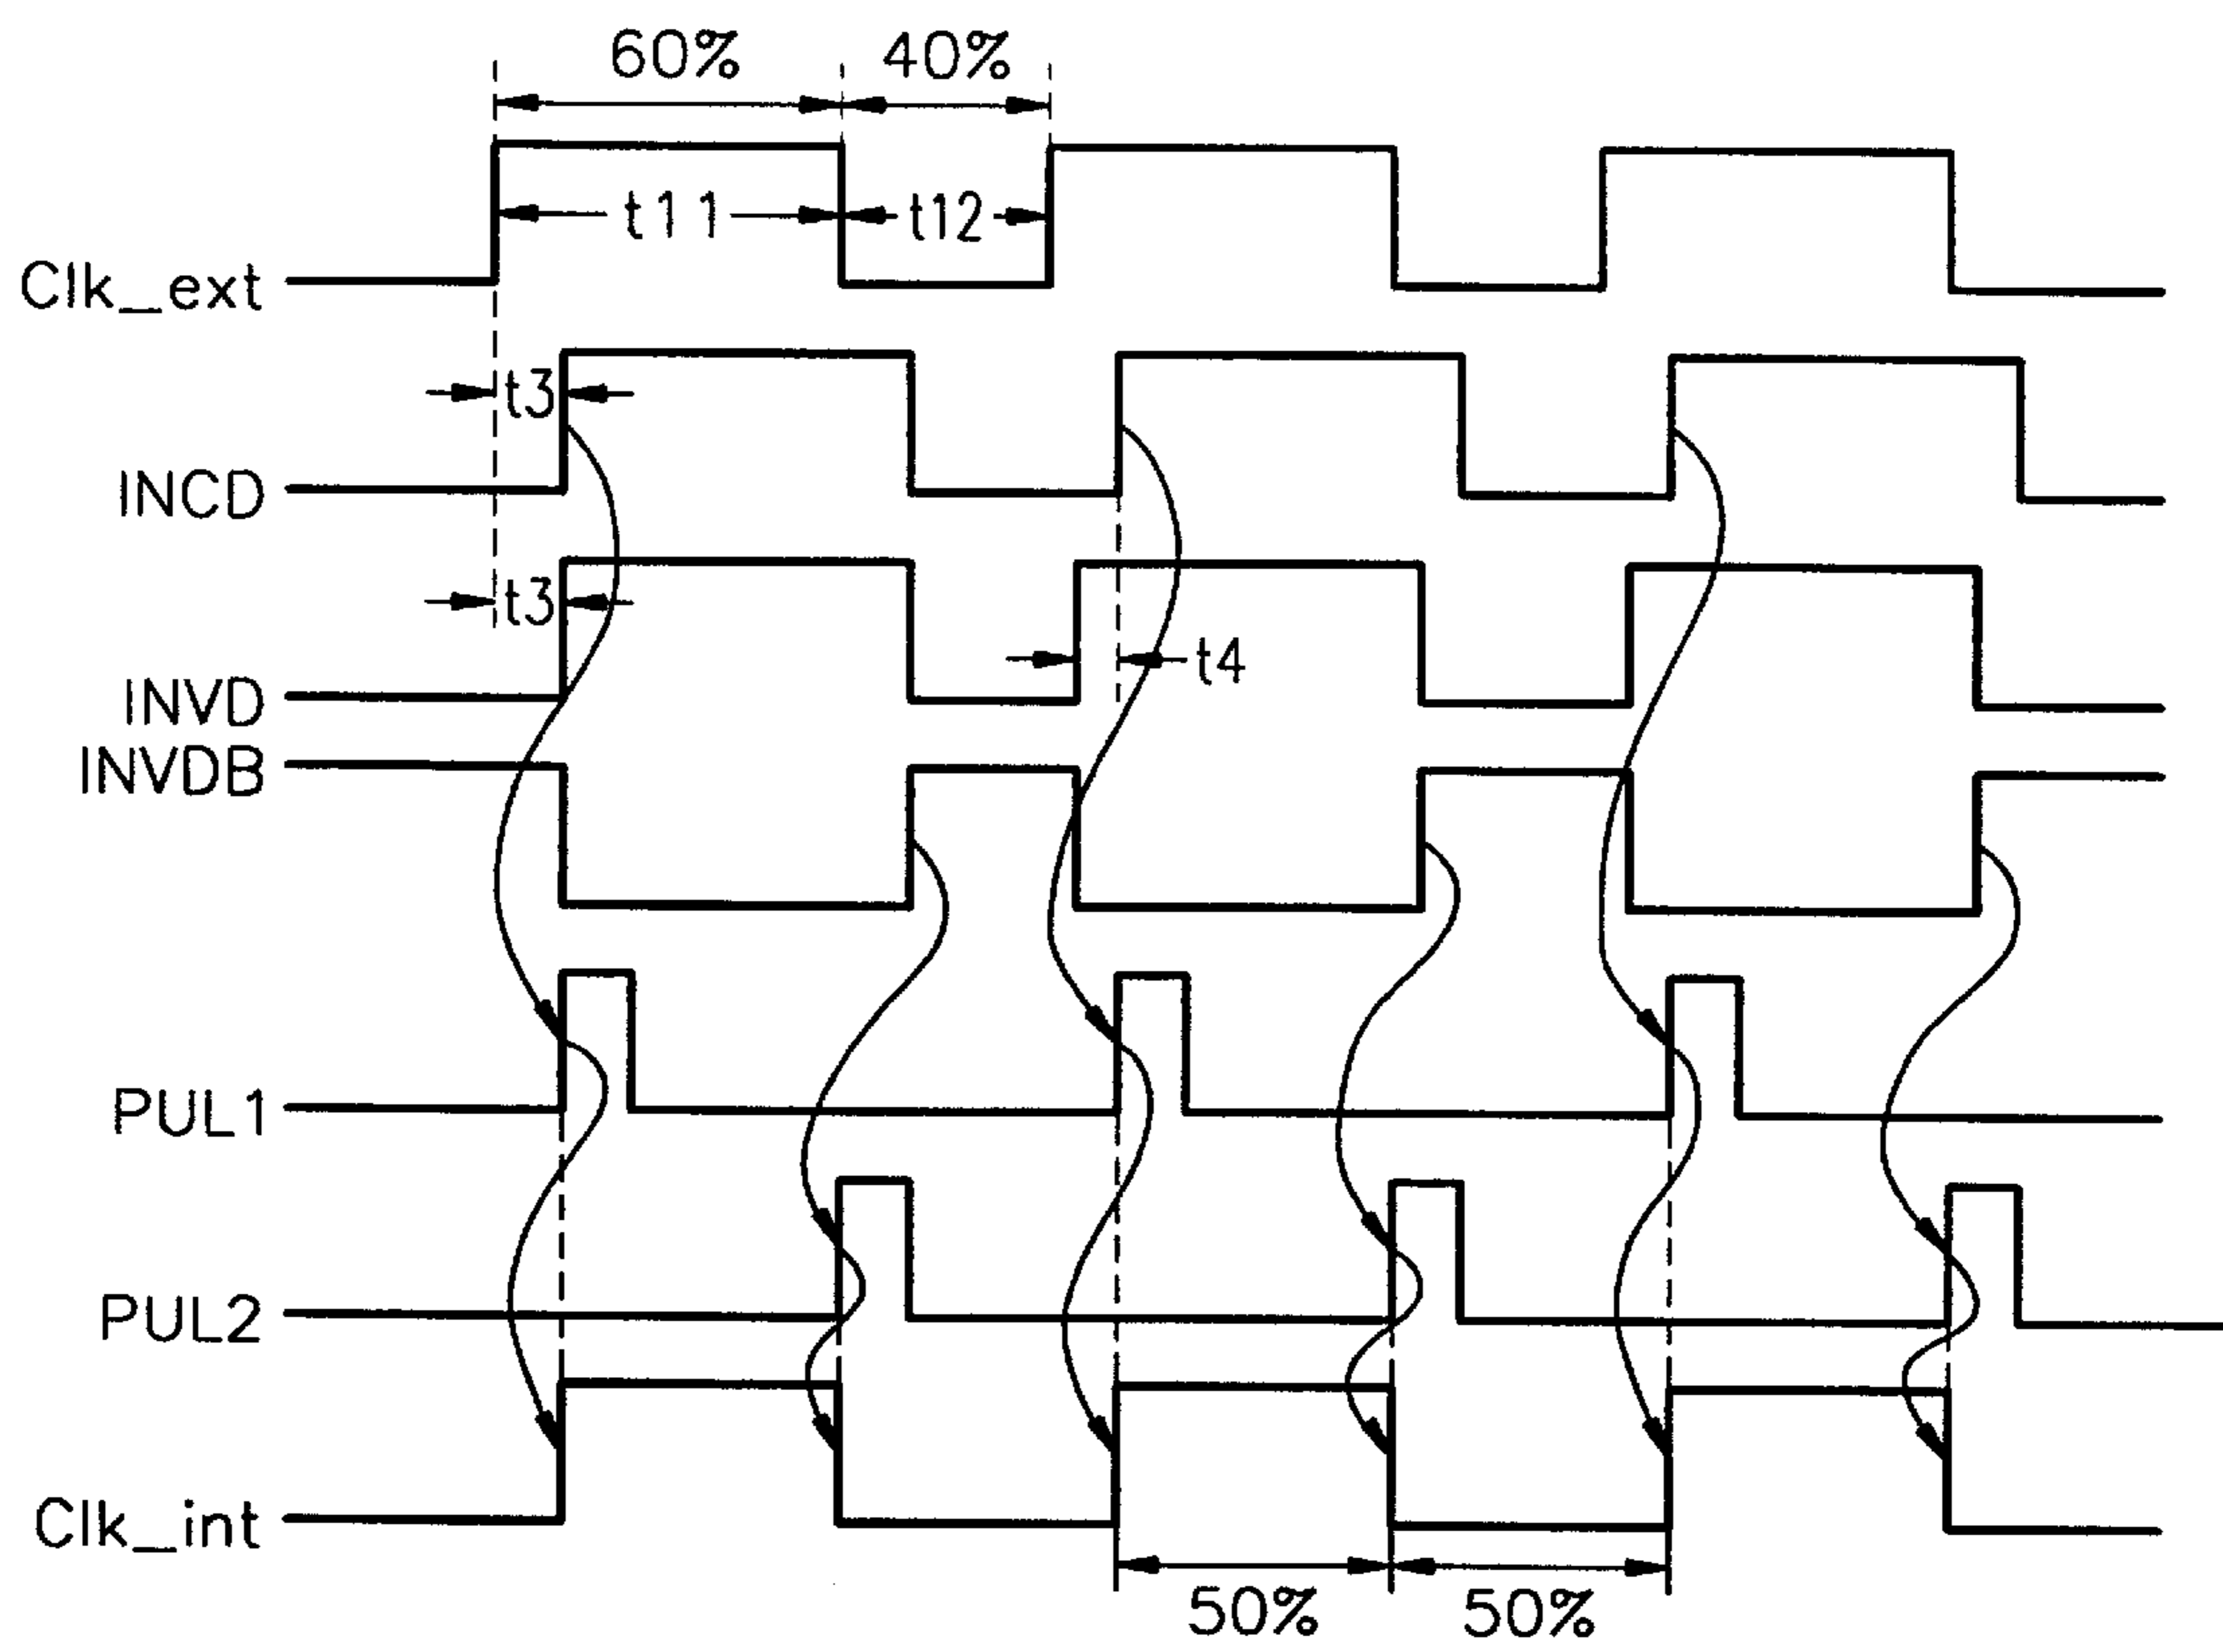 60% 40%
t11 t12
Clk_ext
t3
INCD
t3
t4
INVD
INVDB
PUL1
PUL2
Clk_int
50% 50%